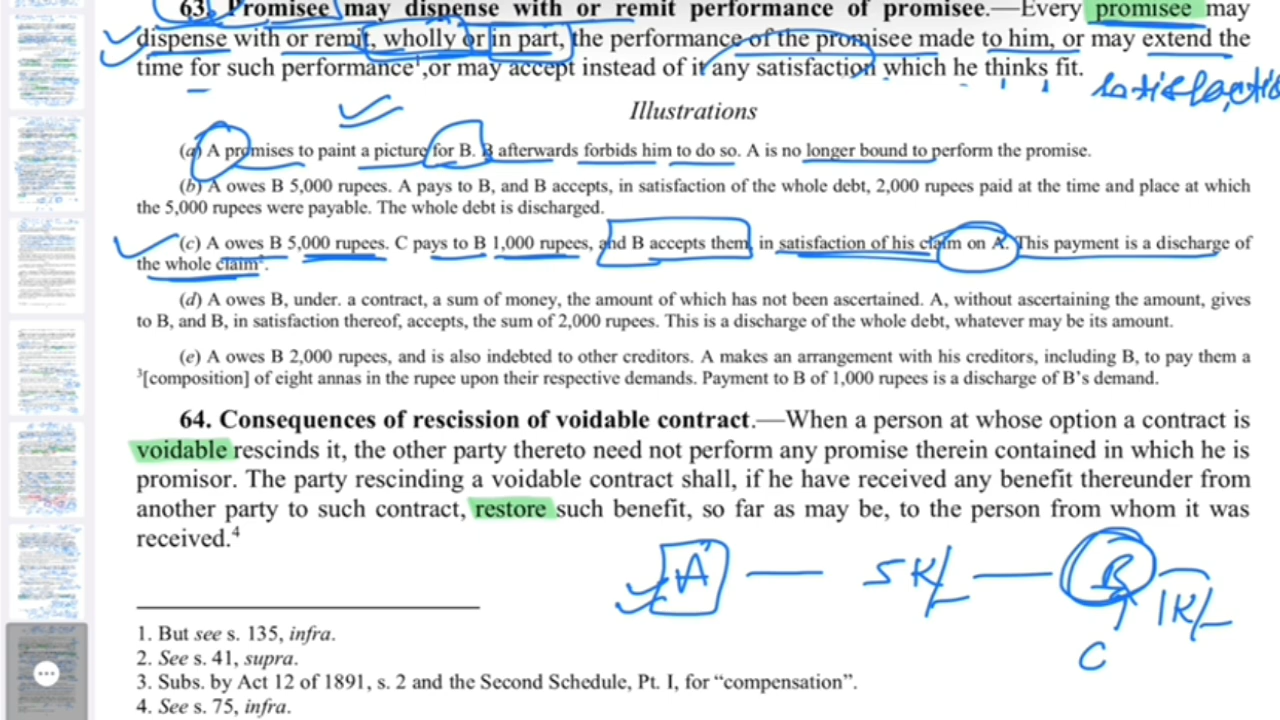 63. Promisee may dispense with or remit performance of promisee.—Every promisee may
dispense with or remit, wholly or in part, the performance of the promisee made to him, or may extend the
time for such performance¹,or may accept instead of it any satisfaction which he thinks fit.
Illustrations
(a) A promises to paint a picture for B. B afterwards forbids him to do so. A is no longer bound to perform the promise.
(b) A owes B 5,000 rupees. A pays to B, and B accepts, in satisfaction of the whole debt, 2,000 rupees paid at the time and place at which
the 5,000 rupees were payable. The whole debt is discharged.
(c) A owes B 5,000 rupees. C pays to B 1,000 rupees, and B accepts them, in satisfaction of his claim on A. This payment is a discharge of
the whole claim².
(d) A owes B, under. a contract, a sum of money, the amount of which has not been ascertained. A, without ascertaining the amount, gives
to B, and B, in satisfaction thereof, accepts, the sum of 2,000 rupees. This is a discharge of the whole debt, whatever may be its amount.
(e) A owes B 2,000 rupees, and is also indebted to other creditors. A makes an arrangement with his creditors, including B, to pay them a
³[composition] of eight annas in the rupee upon their respective demands. Payment to B of 1,000 rupees is a discharge of B's demand.
64. Consequences of rescission of voidable contract.—When a person at whose option a contract is
voidable rescinds it, the other party thereto need not perform any promise therein contained in which he is
promisor. The party rescinding a voidable contract shall, if he have received any benefit thereunder from
another party to such contract, restore such benefit, so far as may be, to the person from whom it was
received.⁴
A — 5K/- — B 1K/-
C
1. But see s. 135, infra.
2. See s. 41, supra.
3. Subs. by Act 12 of 1891, s. 2 and the Second Schedule, Pt. I, for “compensation”.
4. See s. 75, infra.